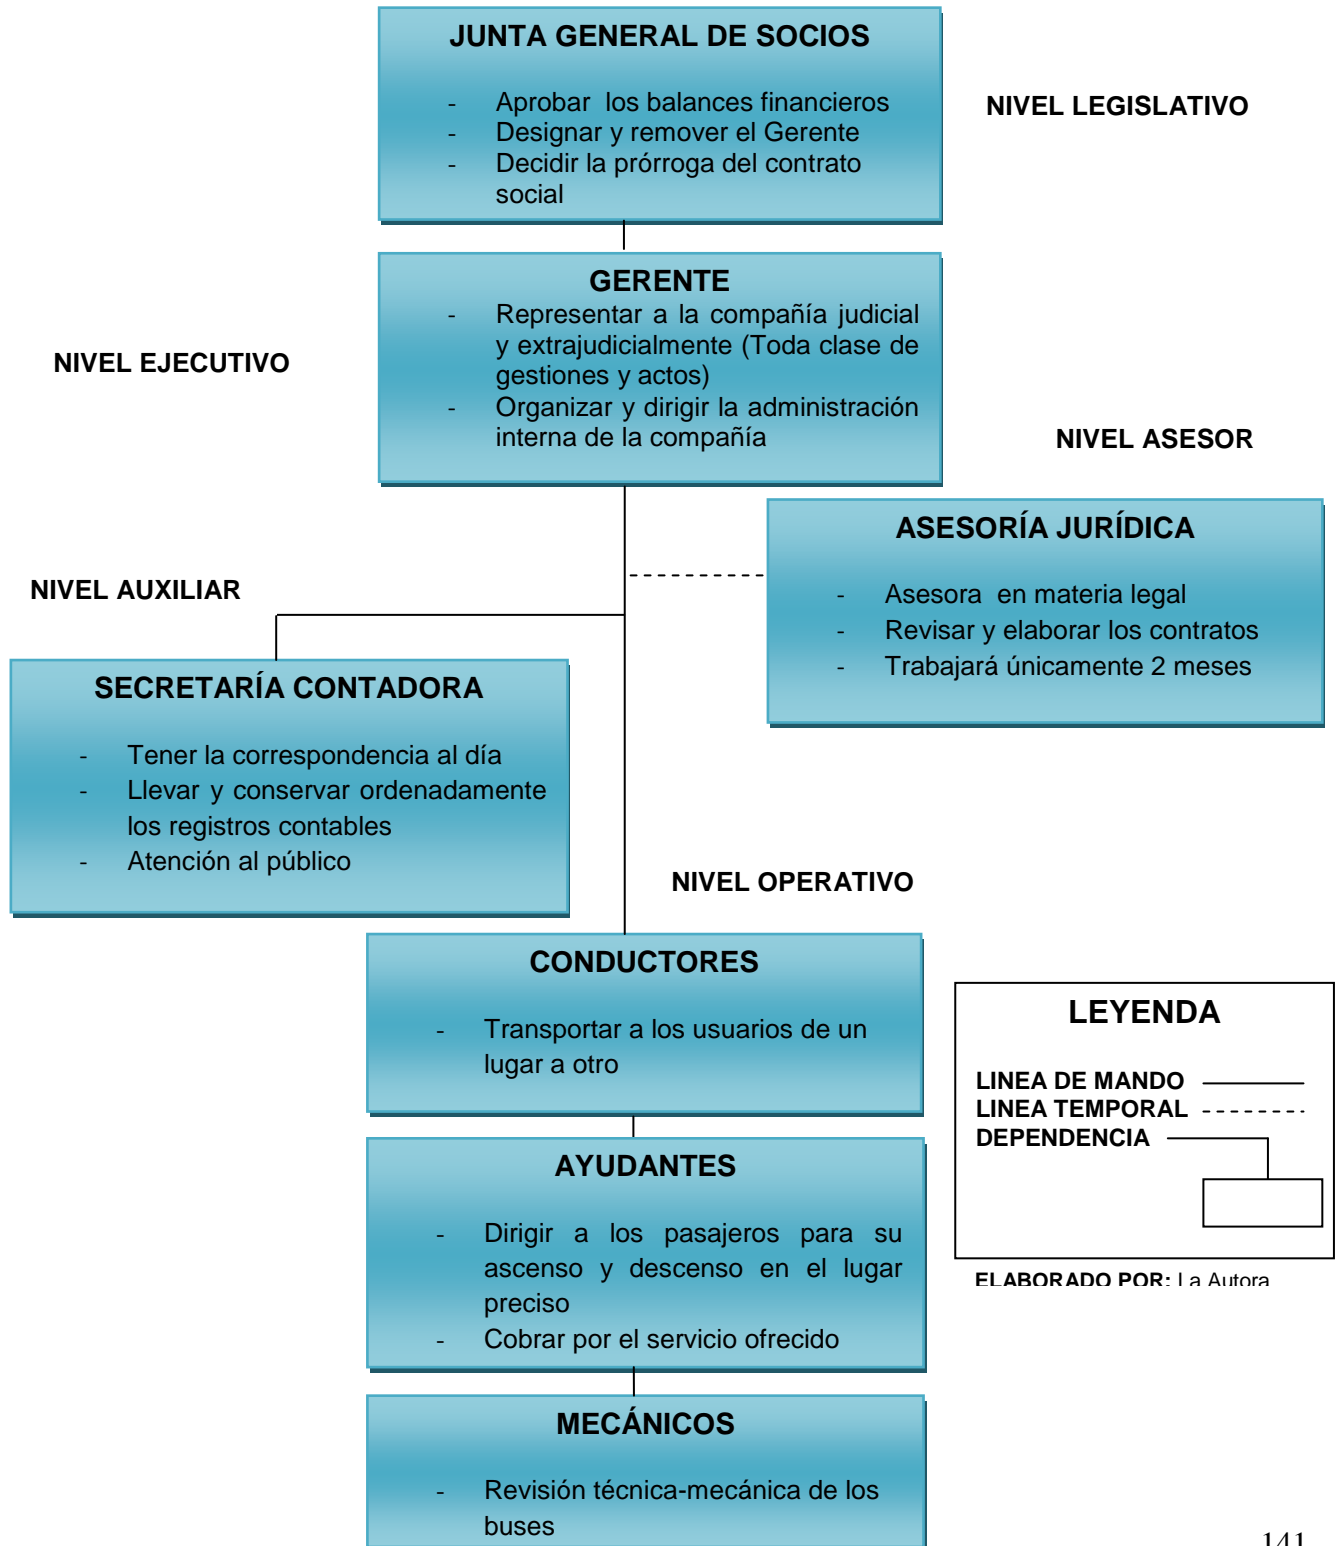 JUNTA GENERAL DE SOCIOS
- Aprobar los balances financieros
- Designar y remover el Gerente
- Decidir la prórroga del contrato
social
NIVEL LEGISLATIVO
GERENTE
- Representar a la compañía judicial
y extrajudicialmente (Toda clase de
gestiones y actos)
- Organizar y dirigir la administración
interna de la compañía
NIVEL EJECUTIVO
NIVEL ASESOR
ASESORÍA JURÍDICA
- Asesora en materia legal
- Revisar y elaborar los contratos
- Trabajará únicamente 2 meses
NIVEL AUXILIAR
SECRETARÍA CONTADORA
- Tener la correspondencia al día
- Llevar y conservar ordenadamente
los registros contables
- Atención al público
NIVEL OPERATIVO
CONDUCTORES
- Transportar a los usuarios de un
lugar a otro
AYUDANTES
- Dirigir a los pasajeros para su
ascenso y descenso en el lugar
preciso
- Cobrar por el servicio ofrecido
MECÁNICOS
- Revisión técnica-mecánica de los
buses
LEYENDA
LINEA DE MANDO
LINEA TEMPORAL
DEPENDENCIA
ELABORADO POR: La Autora
141